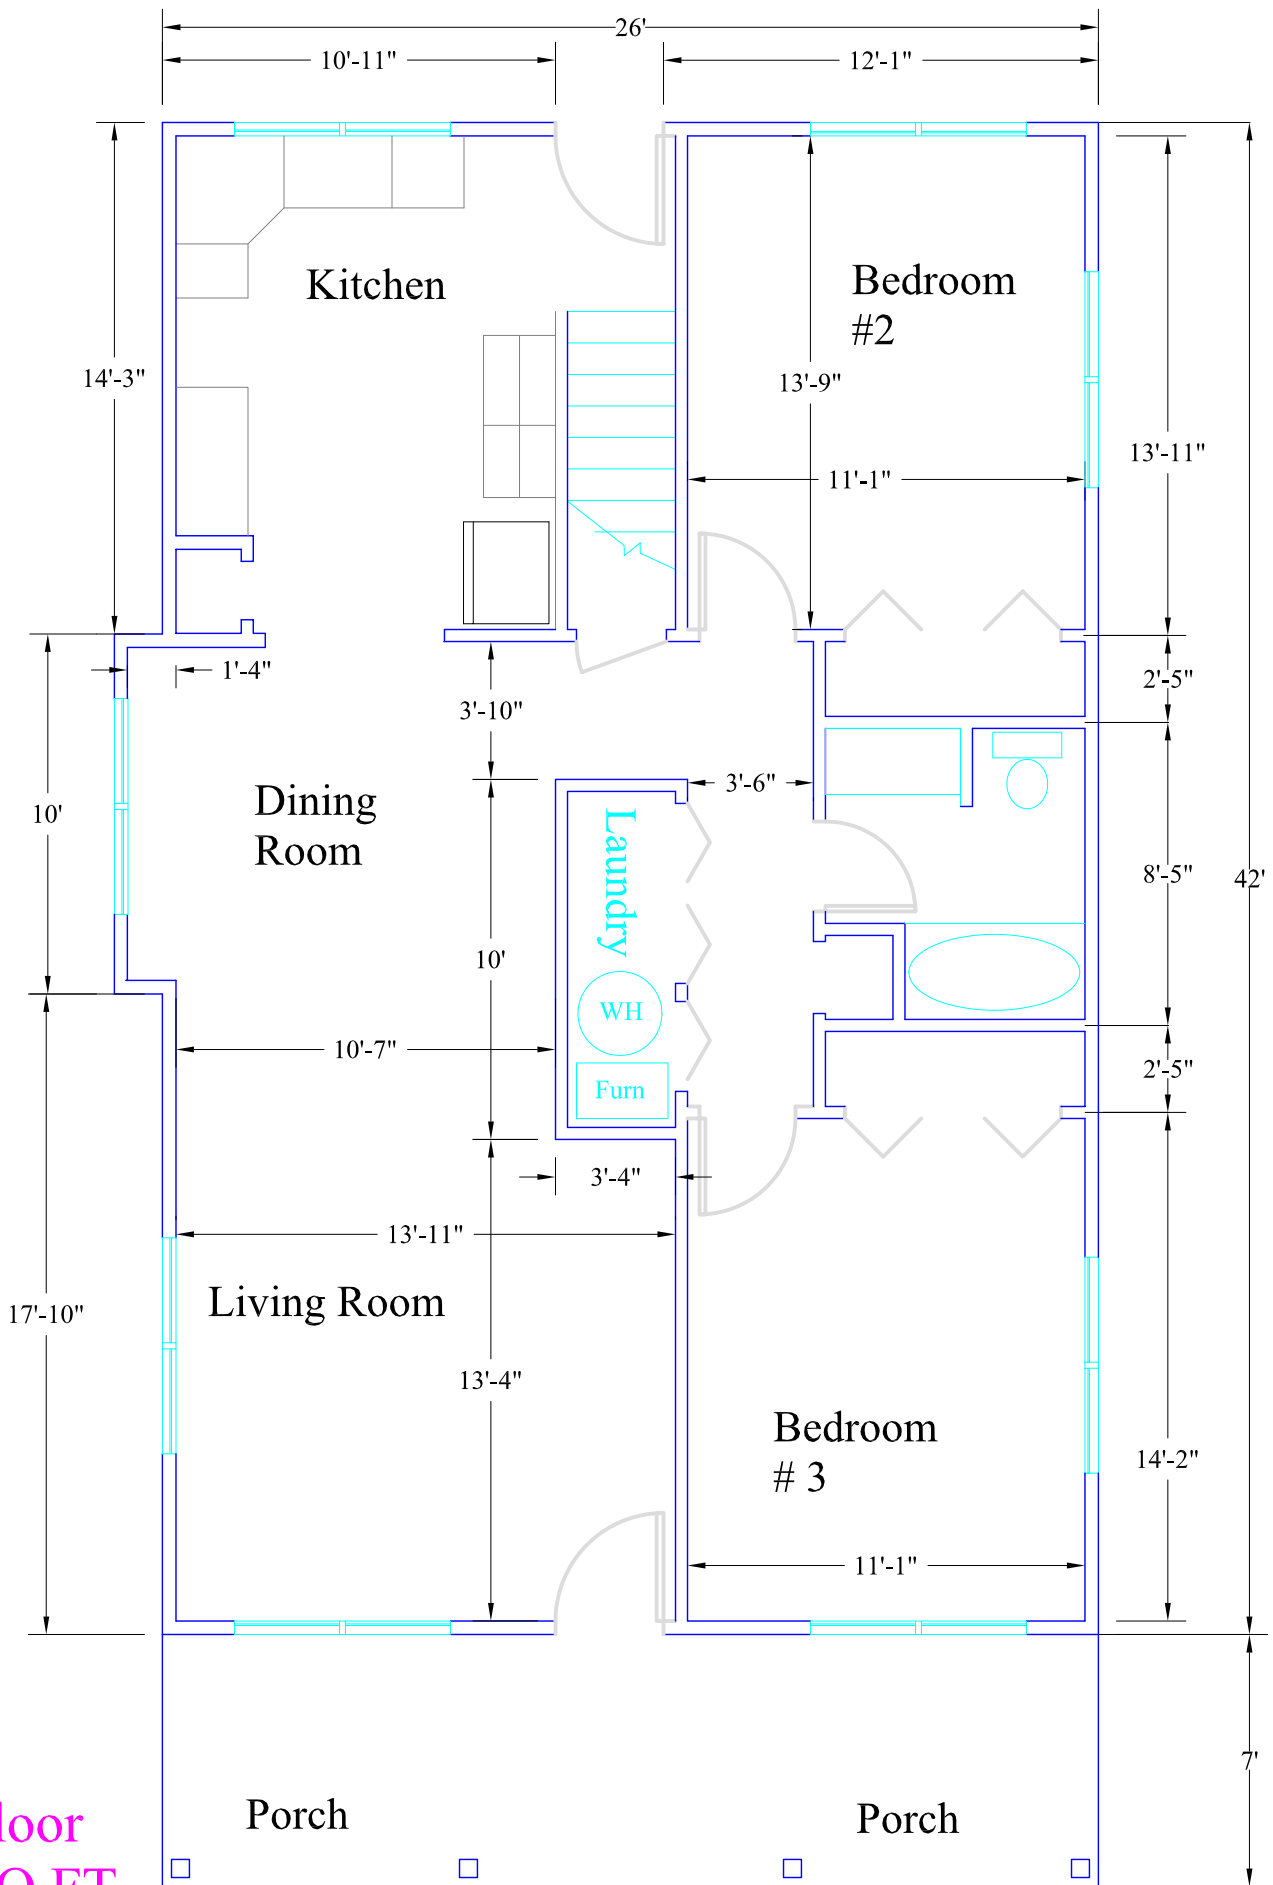 26'
10'-11"
12'-1"
Kitchen
Bedroom
#2
14'-3"
13'-9"
13'-11"
11'-1"
1'-4"
2'-5"
3'-10"
3'-6"
Dining
Room
10'
Laundry
8'-5"
42'
10'
WH
10'-7"
Furn
2'-5"
3'-4"
13'-11"
Living Room
17'-10"
13'-4"
Bedroom
# 3
14'-2"
11'-1"
7'
Porch
Porch